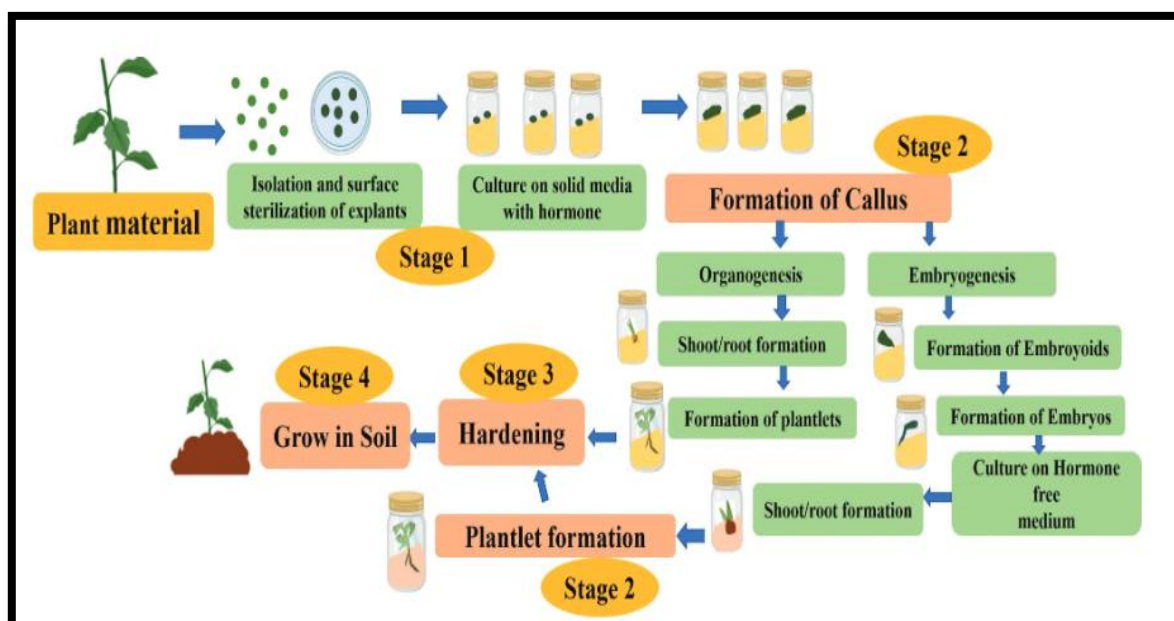 Plant material
Isolation and surface
sterilization of explants
Culture on solid media
with hormone
Stage 1
Stage 2
Formation of Callus
Organogenesis
Shoot/root formation
Formation of plantlets
Embryogenesis
Formation of Embroyoids
Formation of Embryos
Culture on Hormone
free
medium
Shoot/root formation
Plantlet formation
Stage 2
Stage 3
Hardening
Stage 4
Grow in Soil